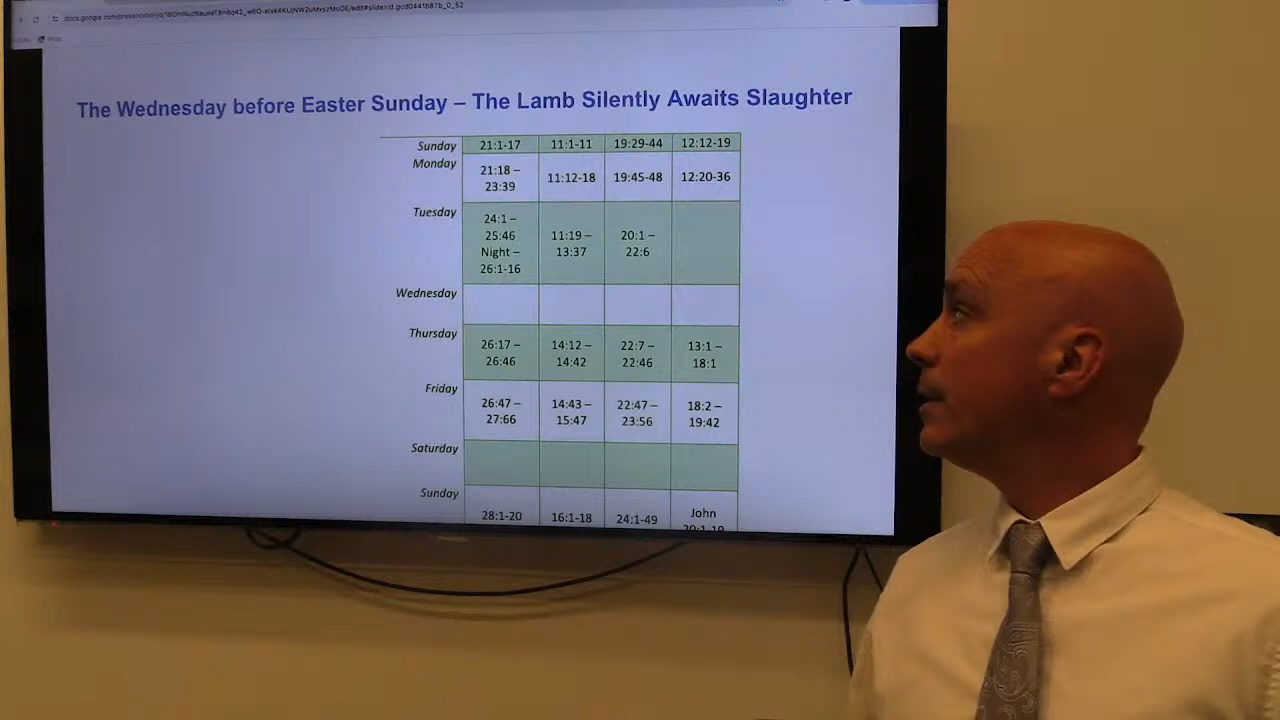 The Wednesday before Easter Sunday – The Lamb Silently Awaits Slaughter
Sunday 21:1-17 11:1-11 19:29-44 12:12-19
Monday 21:18 – 23:39 11:12-18 19:45-48 12:20-36
Tuesday 24:1 – 25:46 Night – 26:1-16 11:19 – 13:37 20:1 – 22:6
Wednesday
Thursday 26:17 – 26:46 14:12 – 14:42 22:7 – 22:46 13:1 – 18:1
Friday 26:47 – 27:66 14:43 – 15:47 22:47 – 23:56 18:2 – 19:42
Saturday
Sunday 28:1-20 16:1-18 24:1-49 John